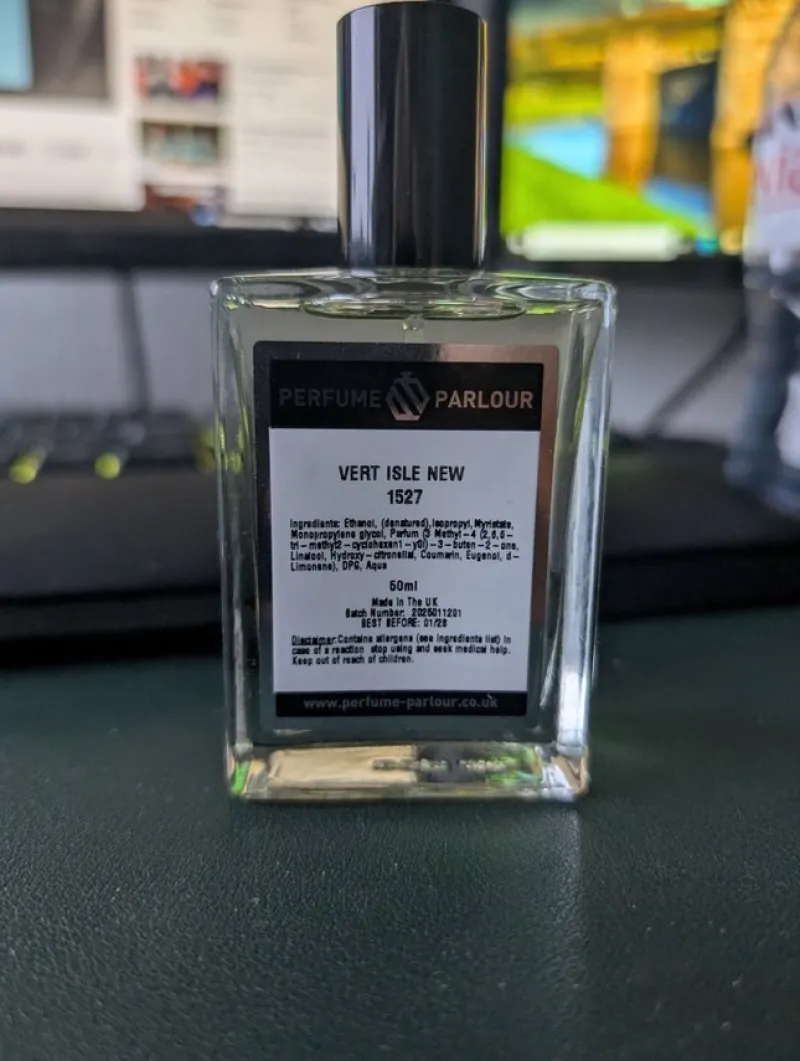 PERFUME PARLOUR
VERT ISLE NEW
1527
Ingredients: Ethanol, (denatured), Isopropyl, Myristate,
Monopropylene glycol, Parfum (3 Methyl-4 (2,6,6-
tri-methyl2-cyclohexen1-yl)-3-buten-2-one,
Linalool, Hydroxy-citronellal, Coumarin, Eugenol, d-
Limonene), DPG, Aqua
50ml
Made In The UK
Batch Number: 2025011201
BEST BEFORE: 01/28
Disclaimer:Contains allergens (see ingredients list) in
case of a reaction stop using and seek medical help.
Keep out of reach of children.
www.perfume-parlour.co.uk